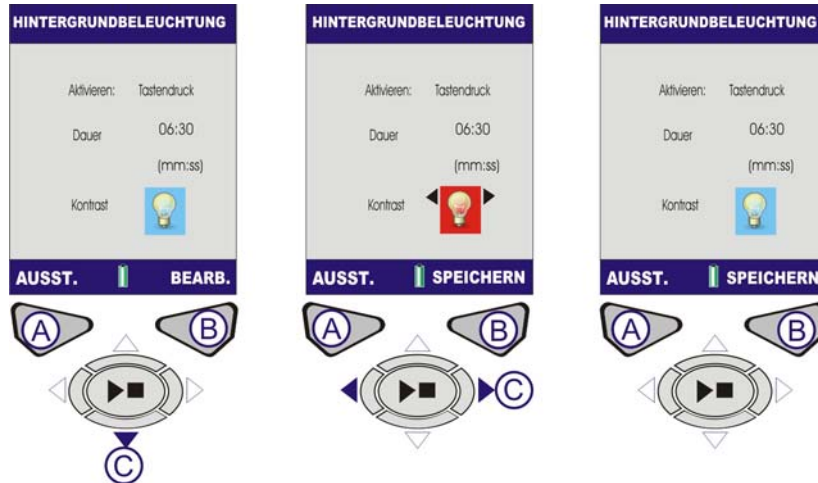 HINTERGRUNDBELEUCHTUNG
Aktivieren: Tastendruck
Dauer 06:30
(mm:ss)
Kontrast
AUSST. BEARB.
A B
C
HINTERGRUNDBELEUCHTUNG
Aktivieren: Tastendruck
Dauer 06:30
(mm:ss)
Kontrast
AUSST. SPEICHERN
A B
C
HINTERGRUNDBELEUCHTUNG
Aktivieren: Tastendruck
Dauer 06:30
(mm:ss)
Kontrast
AUSST. SPEICHERN
A B